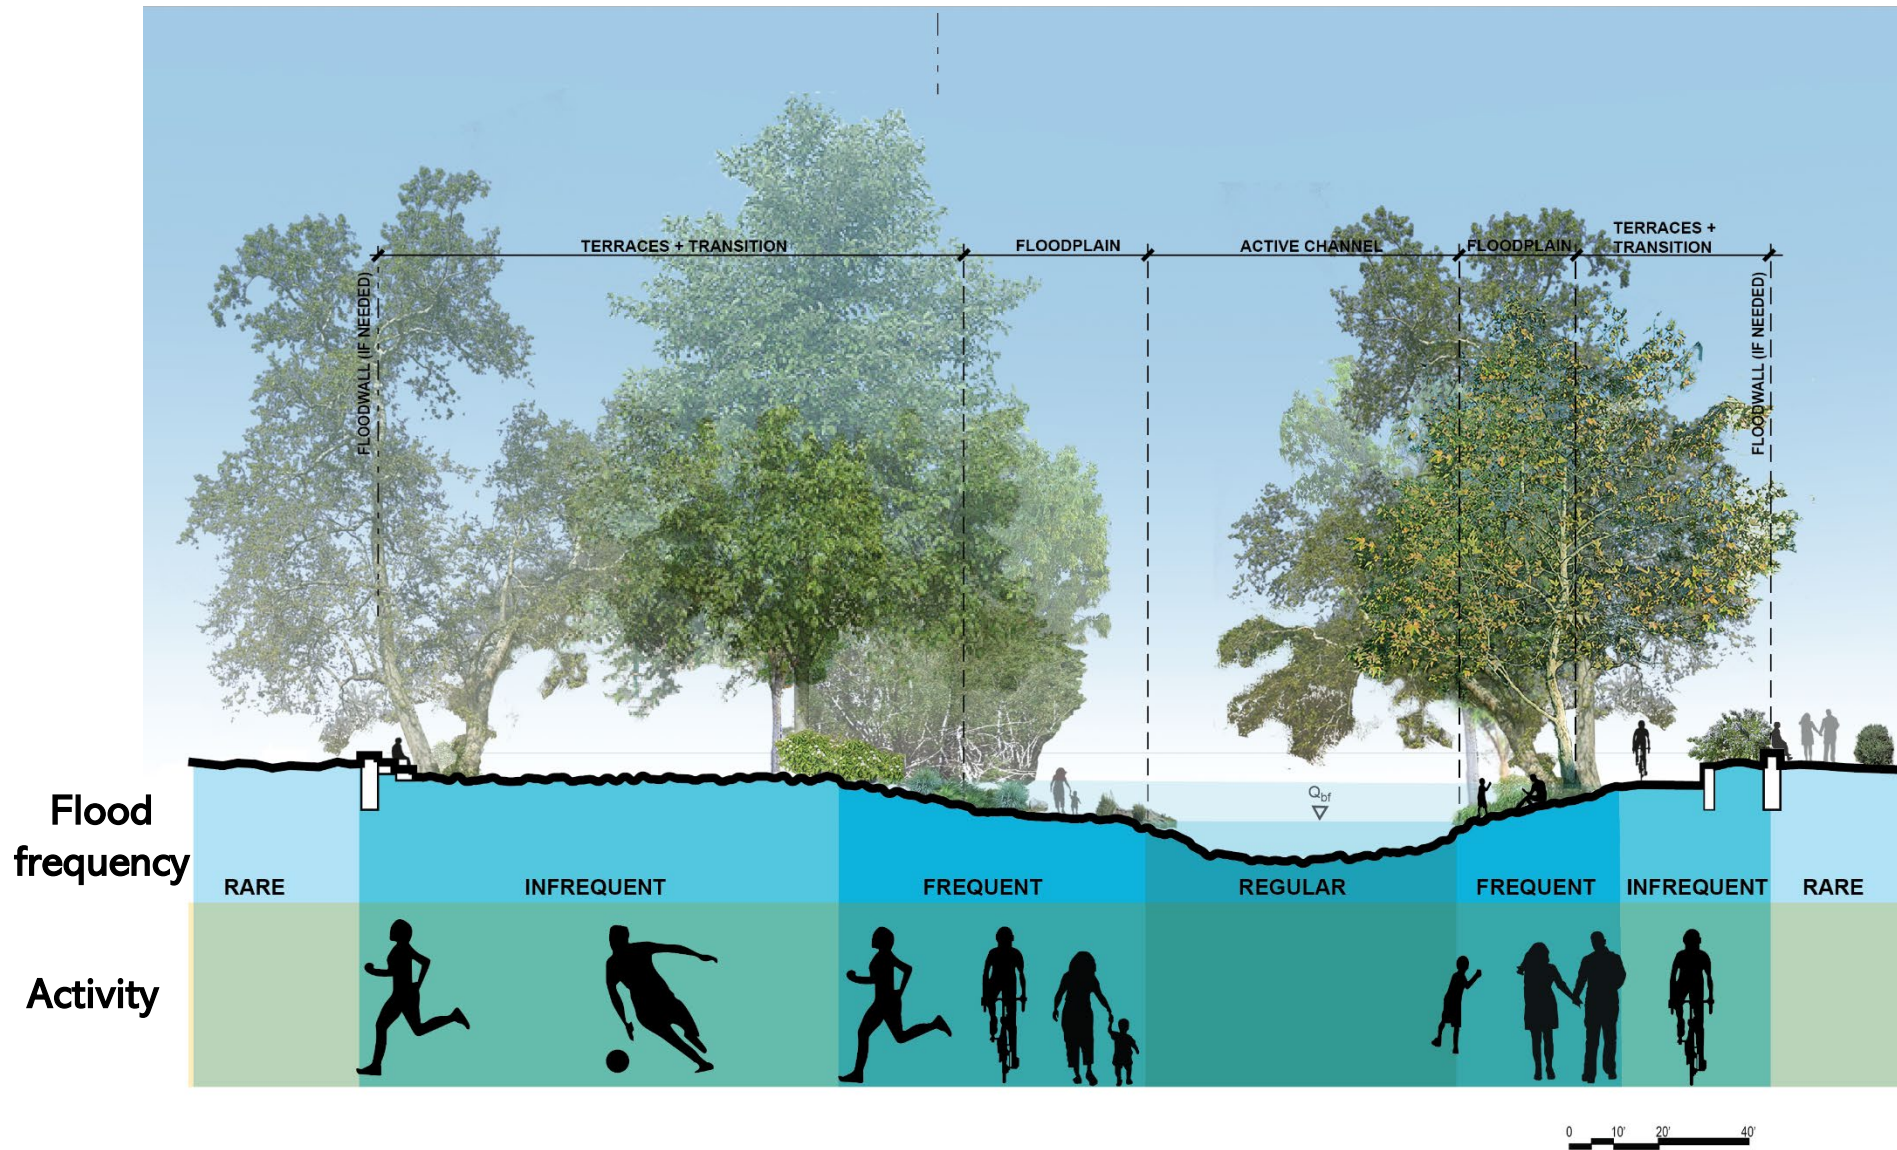 TERRACES + TRANSITION
FLOODPLAIN
ACTIVE CHANNEL
FLOODPLAIN
TERRACES +
TRANSITION
FLOODWALL (IF NEEDED)
FLOODWALL (IF NEEDED)
Qbf
Flood
frequency
RARE
INFREQUENT
FREQUENT
REGULAR
FREQUENT
INFREQUENT
RARE
Activity
0 10' 20' 40'